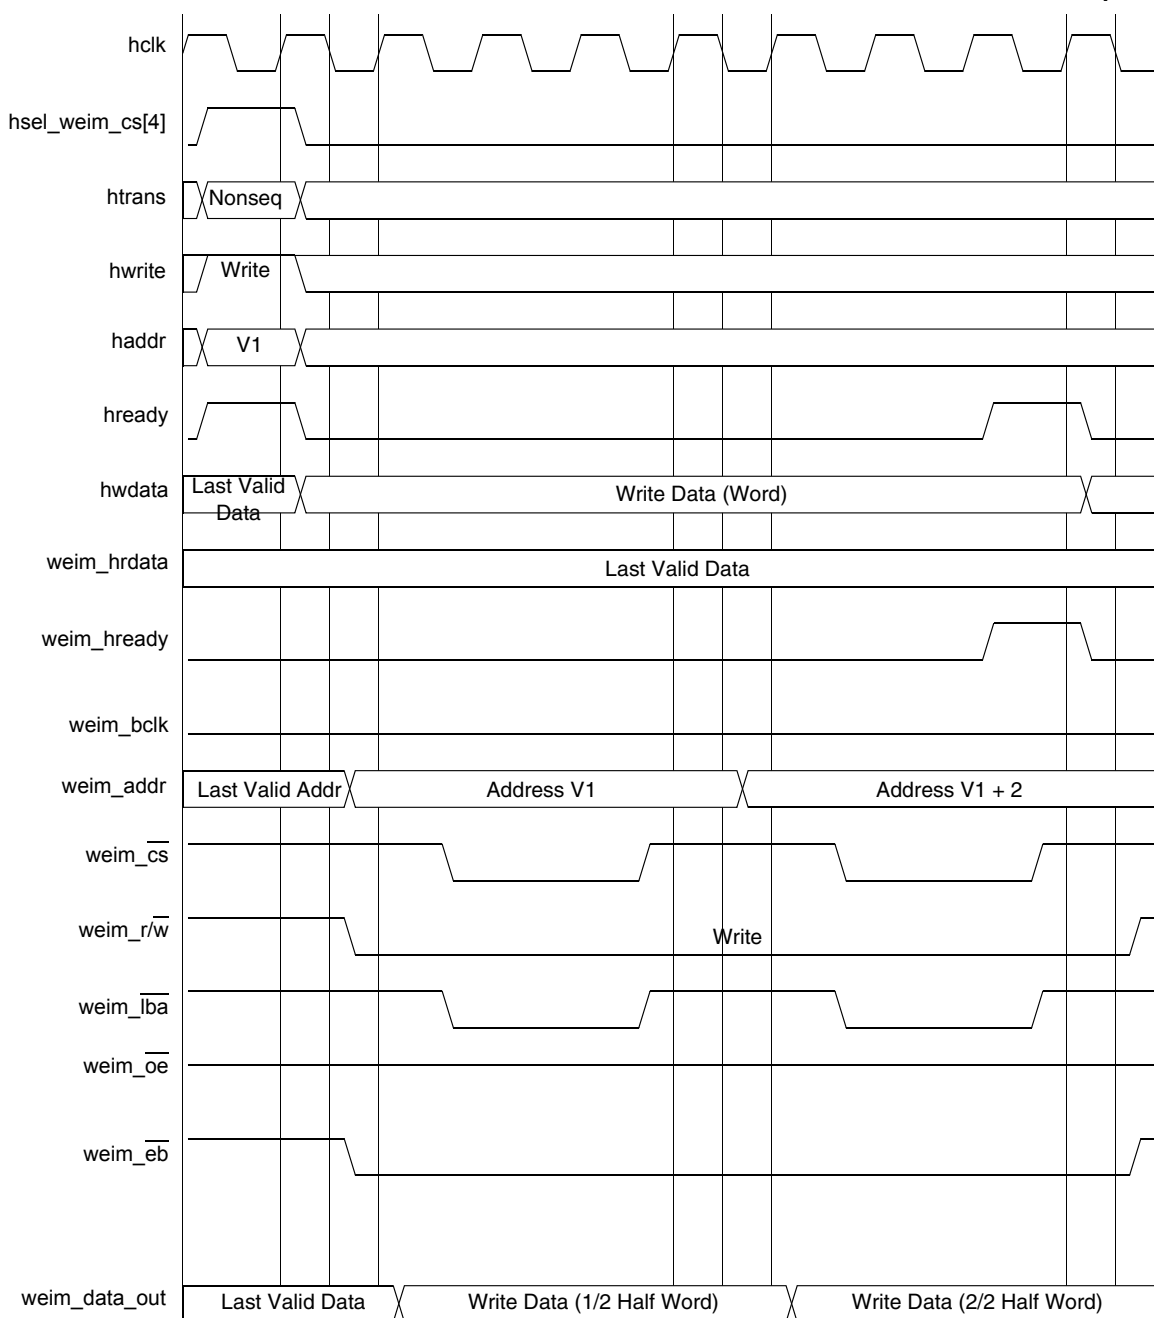 hclk
hsel_weim_cs[4]
htrans Nonseq
hwrite Write
haddr V1
hready
hwdata Last Valid Data Write Data (Word)
weim_hrdata Last Valid Data
weim_hready
weim_bclk
weim_addr Last Valid Addr Address V1 Address V1 + 2
weim_cs
weim_r/w Write
weim_lba
weim_oe
weim_eb
weim_data_out Last Valid Data Write Data (1/2 Half Word) Write Data (2/2 Half Word)